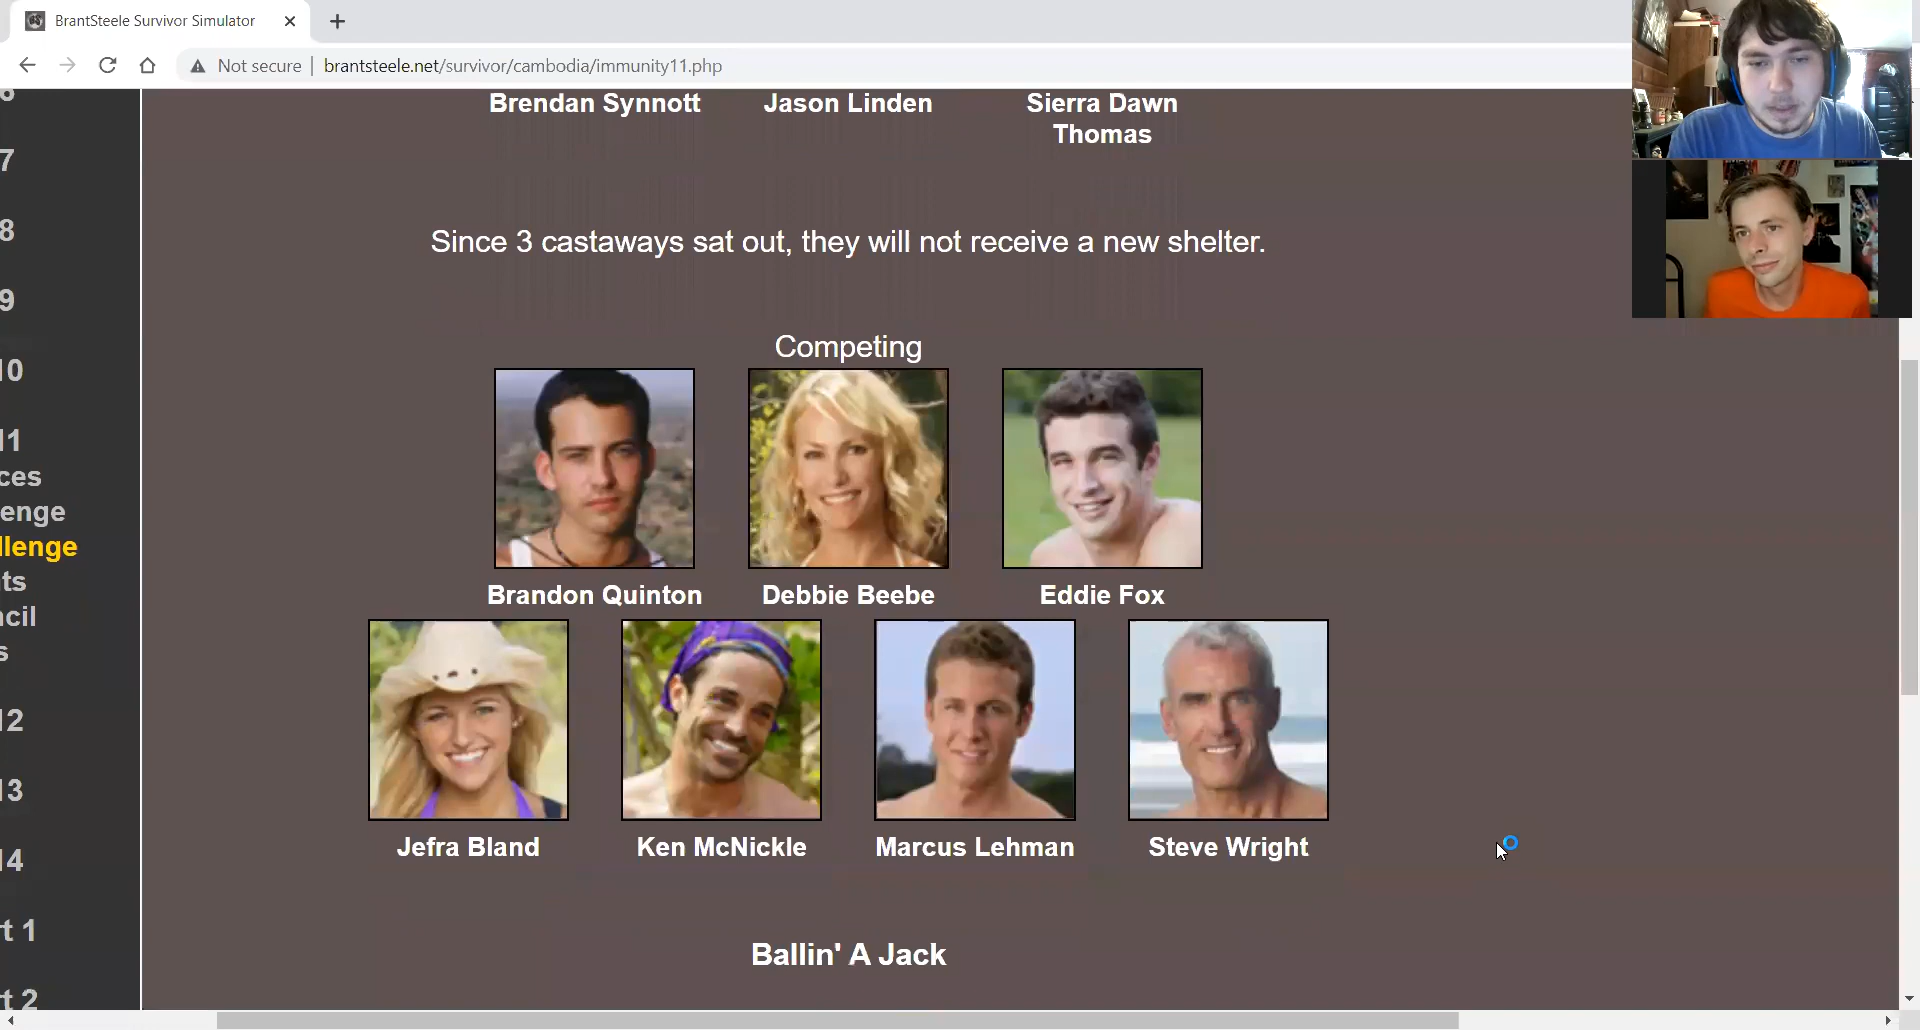 BrantSteele Survivor Simulator
Not secure | brantsteele.net/survivor/cambodia/immunity11.php
Brendan Synnott Jason Linden Sierra Dawn
Thomas
Since 3 castaways sat out, they will not receive a new shelter.
Competing
Brandon Quinton Debbie Beebe Eddie Fox
Jefra Bland Ken McNickle Marcus Lehman Steve Wright
Ballin' A Jack
7
8
9
10
11
ces
enge
llenge
ts
ncil
s
12
13
14
rt 1
rt 2